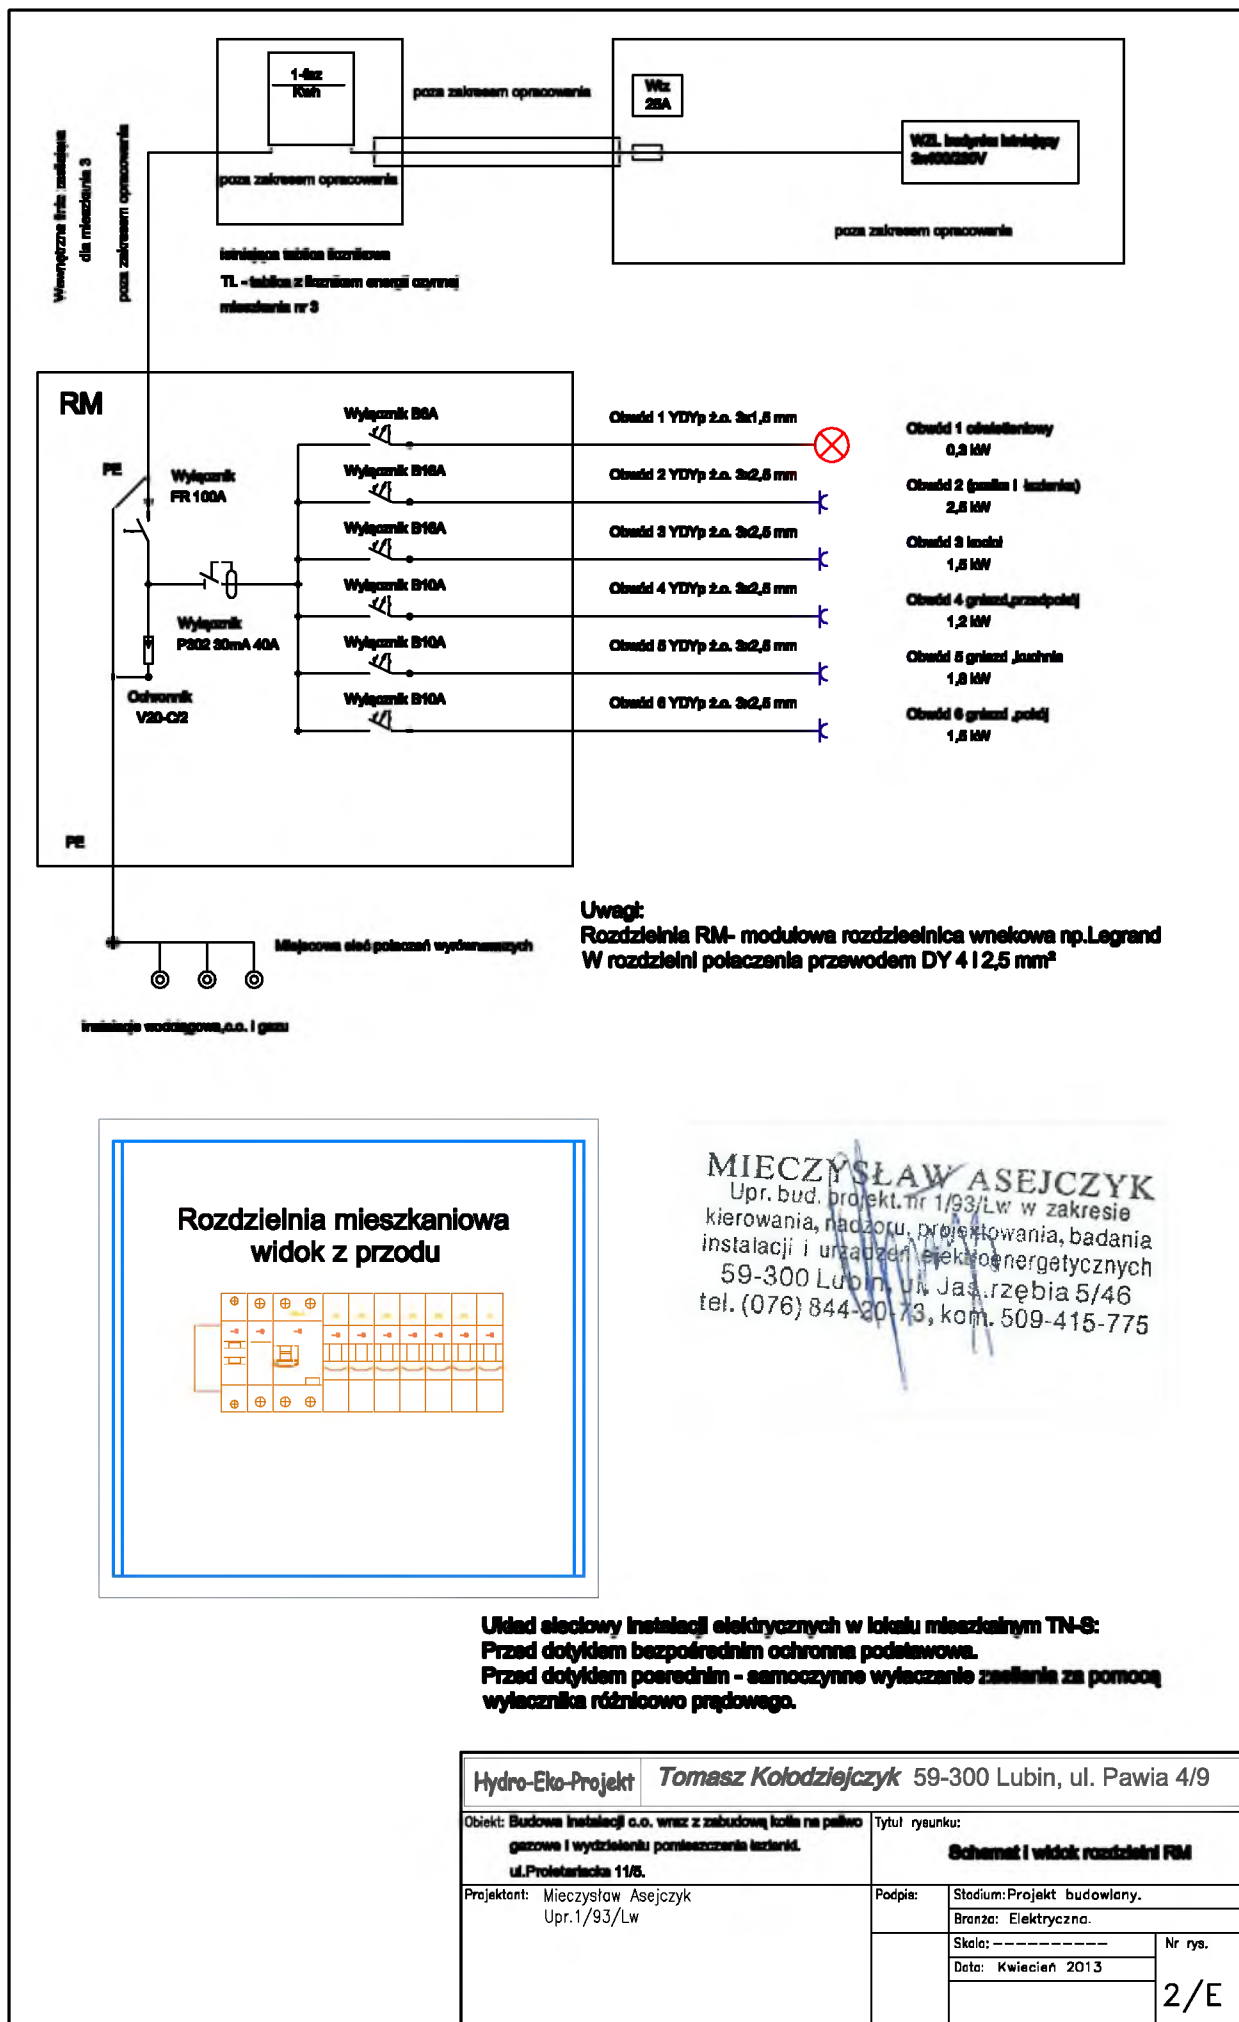 1-faz
Kwh
poza zakresem opracowania
Wtz
25A
WZL budynku istniejący
3x400/230V
poza zakresem opracowania
poza zakresem opracowania
Wewnętrzna linia zasilająca
dla mieszkania 3
poza zakresem opracowania
istniejąca tablica licznikowa
TL - tablica z licznikiem energii czynnej
mieszkania nr 3
RM
PE
Wyłącznik
FR 100A
Wyłącznik
P302 30mA 40A
Ochronnik
V20-C/2
PE
Wyłącznik B6A
Obwód 1 YDYp ż.o. 3x1,5 mm
Obwód 1 oświetleniowy
0,3 kW
Wyłącznik B16A
Obwód 2 YDYp ż.o. 3x2,5 mm
Obwód 2 (pralka i łazienka)
2,5 kW
Wyłącznik B16A
Obwód 3 YDYp ż.o. 3x2,5 mm
Obwód 3 kocioł
1,5 kW
Wyłącznik B10A
Obwód 4 YDYp ż.o. 3x2,5 mm
Obwód 4 gniazd,przedpokój
1,2 kW
Wyłącznik B10A
Obwód 5 YDYp ż.o. 3x2,5 mm
Obwód 5 gniazd ,kuchnia
1,8 kW
Wyłącznik B10A
Obwód 6 YDYp ż.o. 3x2,5 mm
Obwód 6 gniazd ,pokój
1,5 kW
Miejscowa sieć połaczeń wyrównawczych
instalacje wodciągowa,c.o. i gazu
Uwagi:
Rozdzielnia RM- modułowa rozdzieelnica wnekowa np.Legrand
W rozdzielni połaczenia przewodem DY 4 i 2,5 mm²
Rozdzielnia mieszkaniowa
widok z przodu
MIECZYSŁAW ASEJCZYK
Upr. bud. projekt. nr 1/93/Lw w zakresie
kierowania, nadzoru, projektowania, badania
instalacji i urządzeń elektroenergetycznych
59-300 Lubin, ul. Jastrzębia 5/46
tel. (076) 844-20-73, kom. 509-415-775
Układ sieciowy instalacji elektrycznych w lokalu mieszkalnym TN-S:
Przed dotykiem bezpośrednim ochronna podstawowa.
Przed dotykiem posrednim - samoczynne wyłaczanie zasilania za pomocą
wyłacznika różnicowo prądowego.
Hydro-Eko-Projekt Tomasz Kołodziejczyk 59-300 Lubin, ul. Pawia 4/9
Obiekt: Budowa instalacji c.o. wraz z zabudową kotła na paliwo
gazowe i wydzieleniu pomieszczenia łazienki.
ul.Proletariacka 11/5.
Tytuł rysunku:
Schemat i widok rozdzielni RM
Projektant: Mieczysław Asejczyk
Upr.1/93/Lw
Podpis:
Stadium:Projekt budowlany.
Branża: Elektryczna.
Skala: ----------
Data: Kwiecień 2013
Nr rys.
2/E